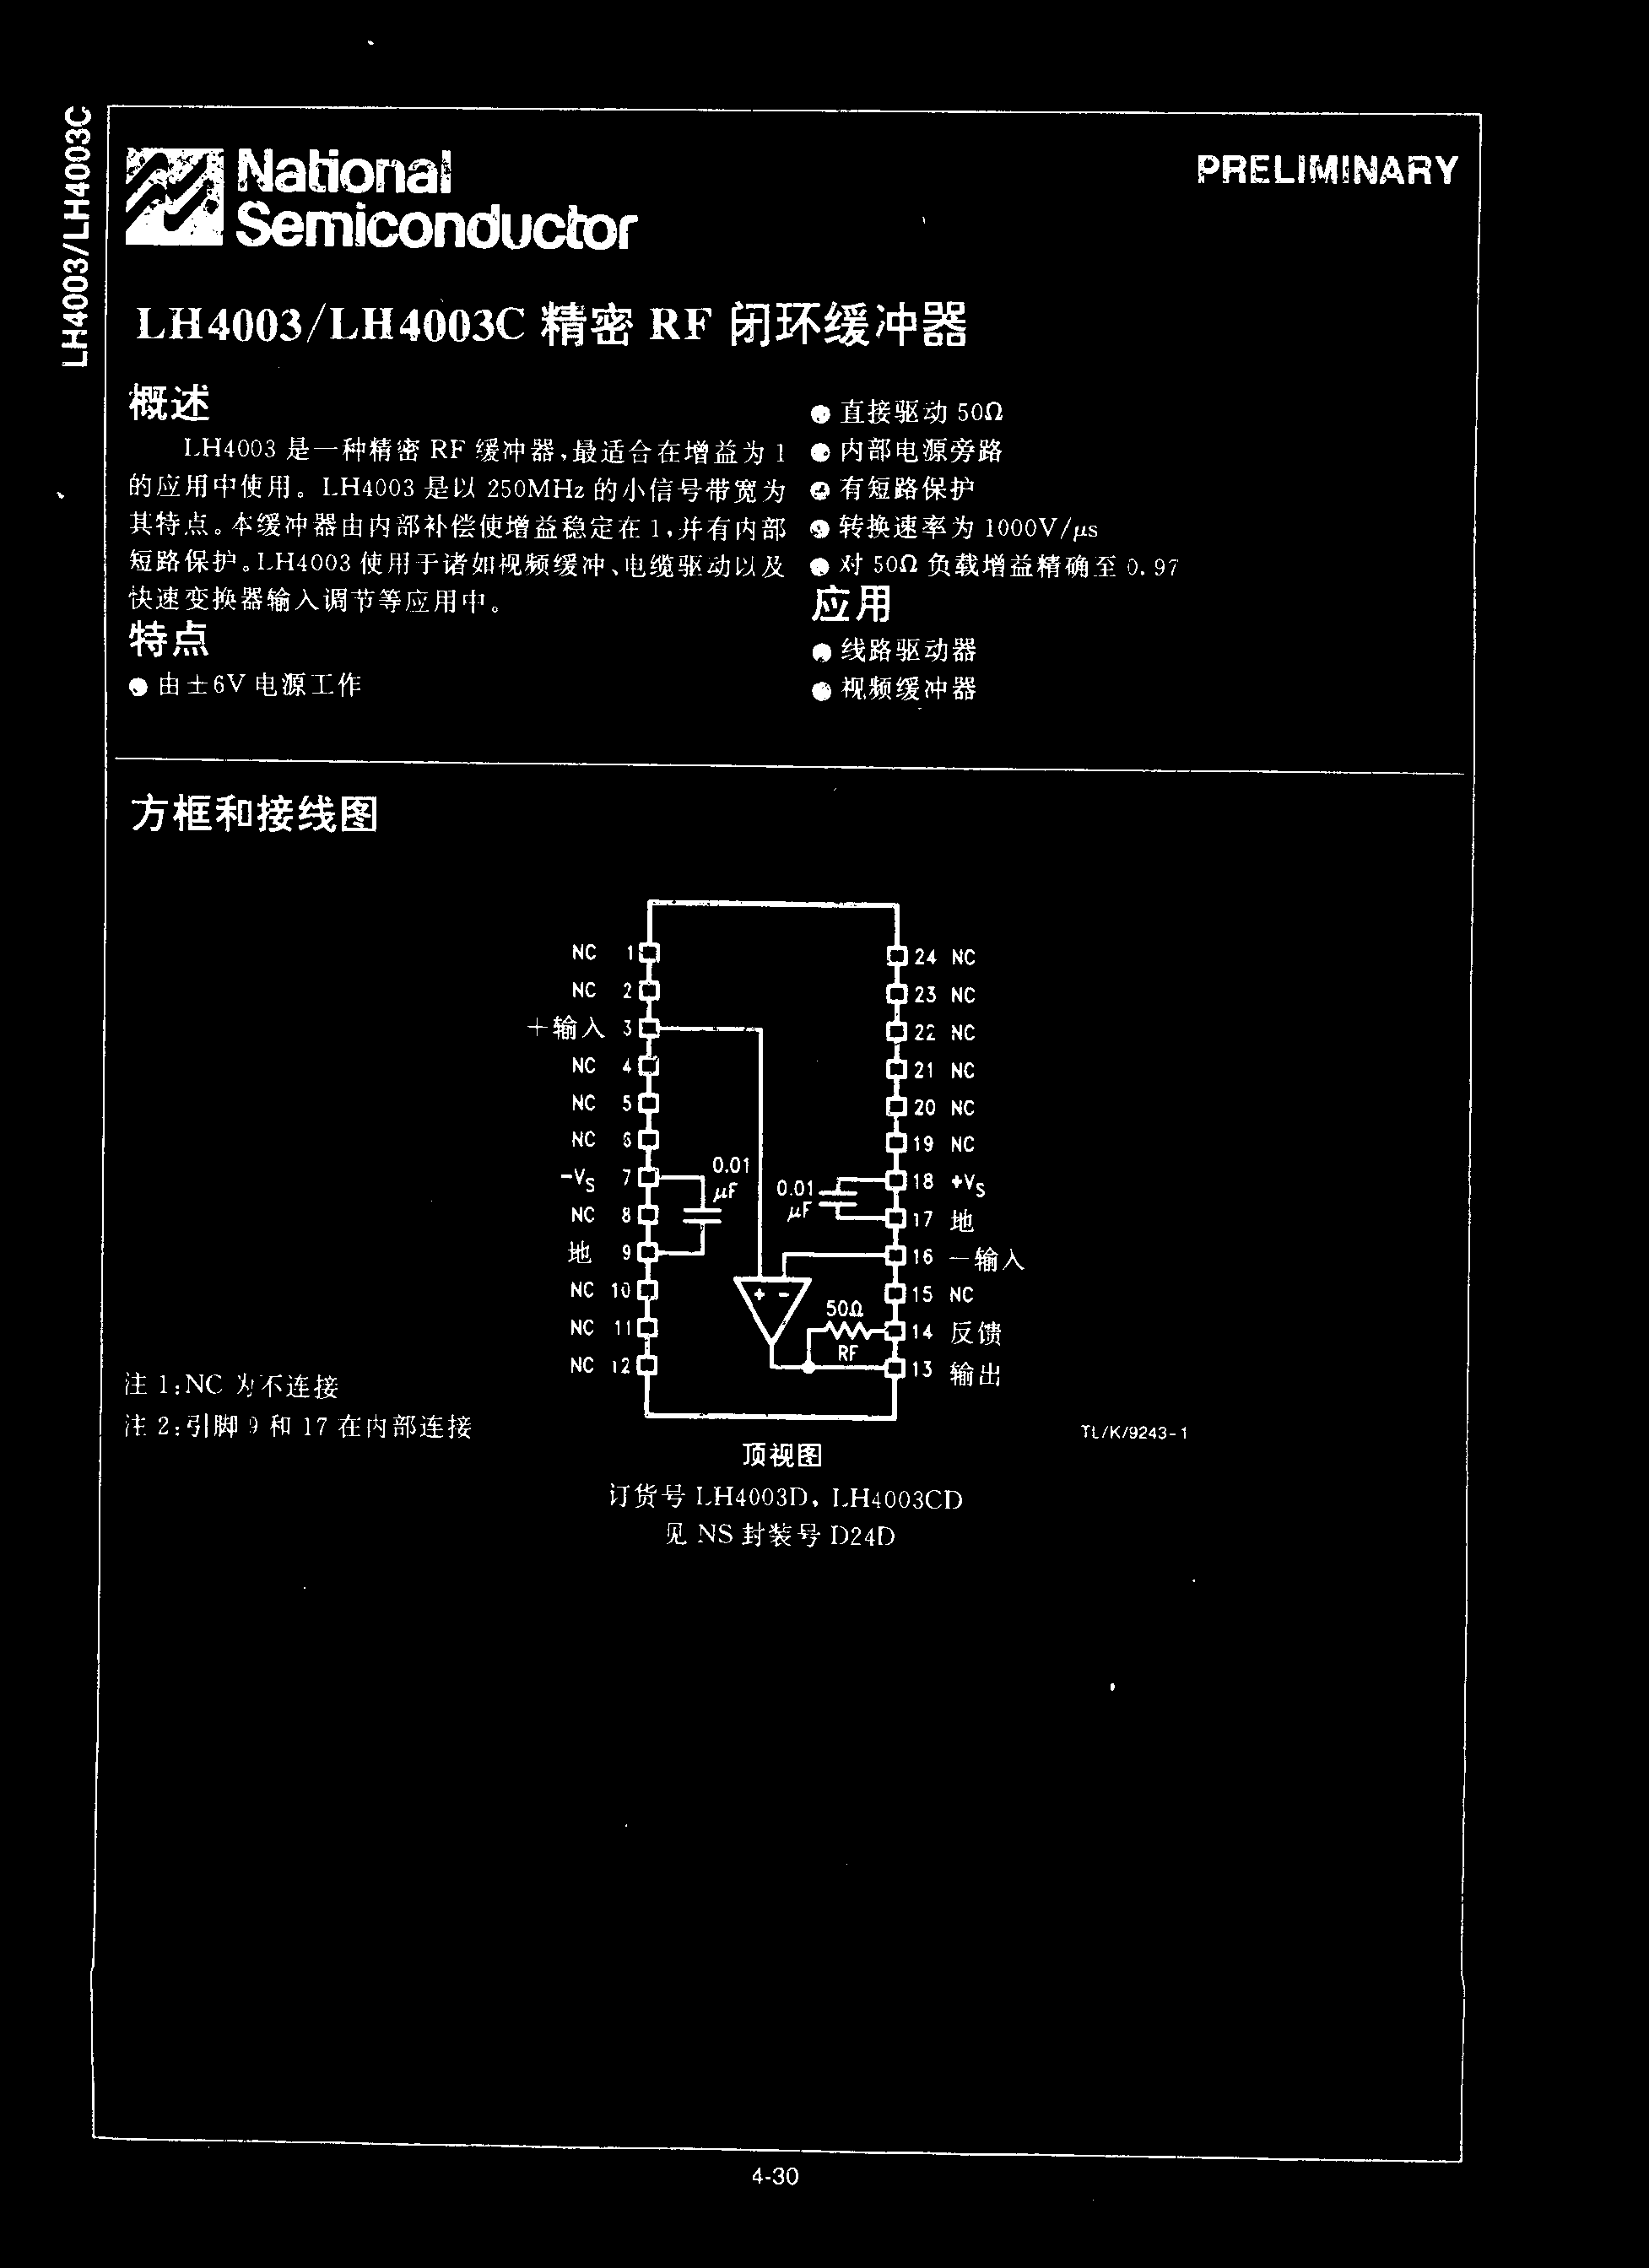 LH4003/LH4003C
National
Semiconductor
PRELIMINARY
LH4003/LH4003C 精密 RF 闭环缓冲器
概述
LH4003 是一种精密 RF 缓冲器,最适合在增益为 1
的应用中使用。LH4003 是以 250MHz 的小信号带宽为
其特点。本缓冲器由内部补偿使增益稳定在 1,并有内部
短路保护。LH4003 使用于诸如视频缓冲、电缆驱动以及
快速变换器输入调节等应用中。
特点
● 由±6V 电源工作
● 直接驱动 50Ω
● 内部电源旁路
● 有短路保护
● 转换速率为 1000V/μs
● 对 50Ω 负载增益精确至 0.97
应用
● 线路驱动器
● 视频缓冲器
方框和接线图
NC 1
NC 2
+输入 3
NC 4
NC 5
NC 6
-VS 7
NC 8
地 9
NC 10
NC 11
NC 12
0.01
μF
0.01
μF
+ -
50Ω
RF
24 NC
23 NC
22 NC
21 NC
20 NC
19 NC
18 +VS
17 地
16 -输入
15 NC
14 反馈
13 输出
注 1:NC 为不连接
注 2:引脚 9 和 17 在内部连接
TL/K/9243-1
顶视图
订货号 LH4003D, LH4003CD
见 NS 封装号 D24D
4-30